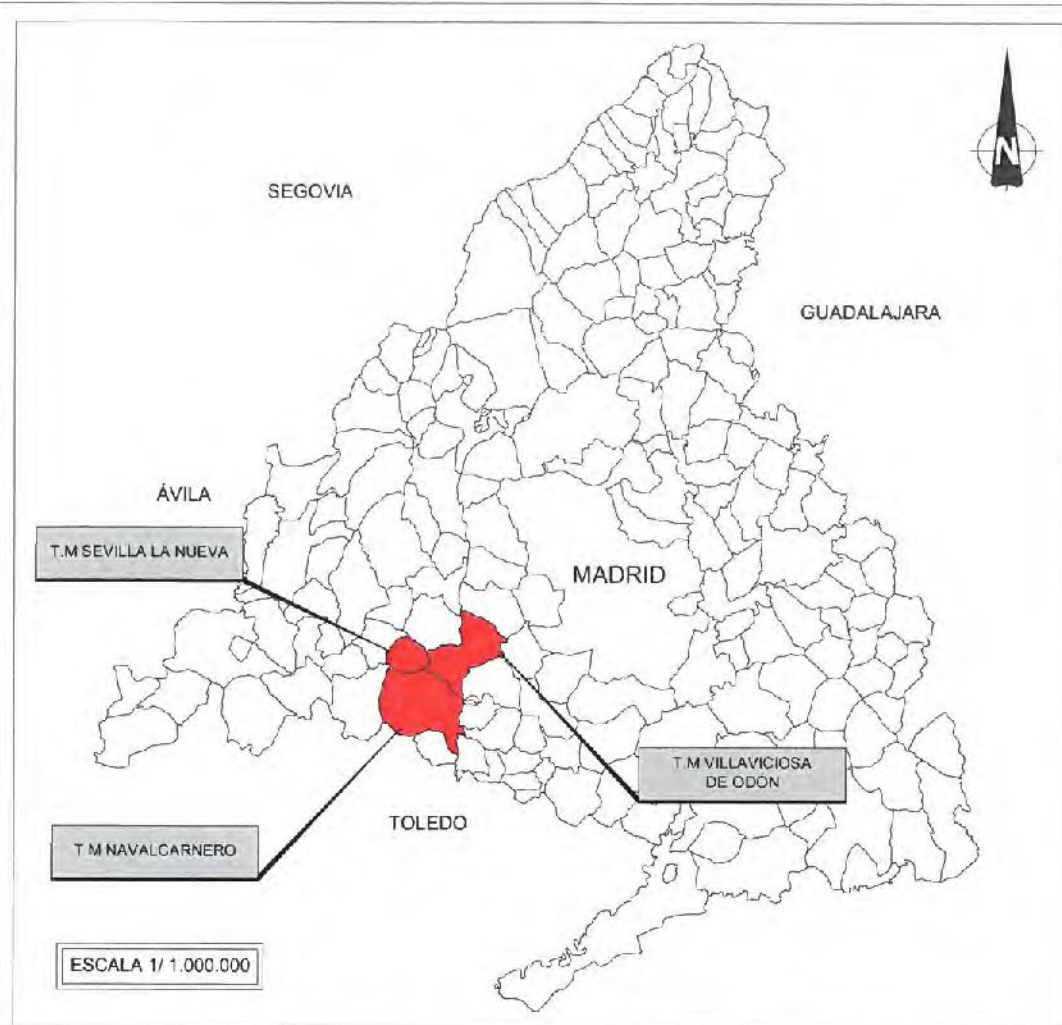 N
SEGOVIA
GUADALAJARA
ÁVILA
T.M SEVILLA LA NUEVA
MADRID
T.M VILLAVICIOSA
DE ODÓN
TOLEDO
T M NAVALCARNERO
ESCALA 1/ 1.000.000